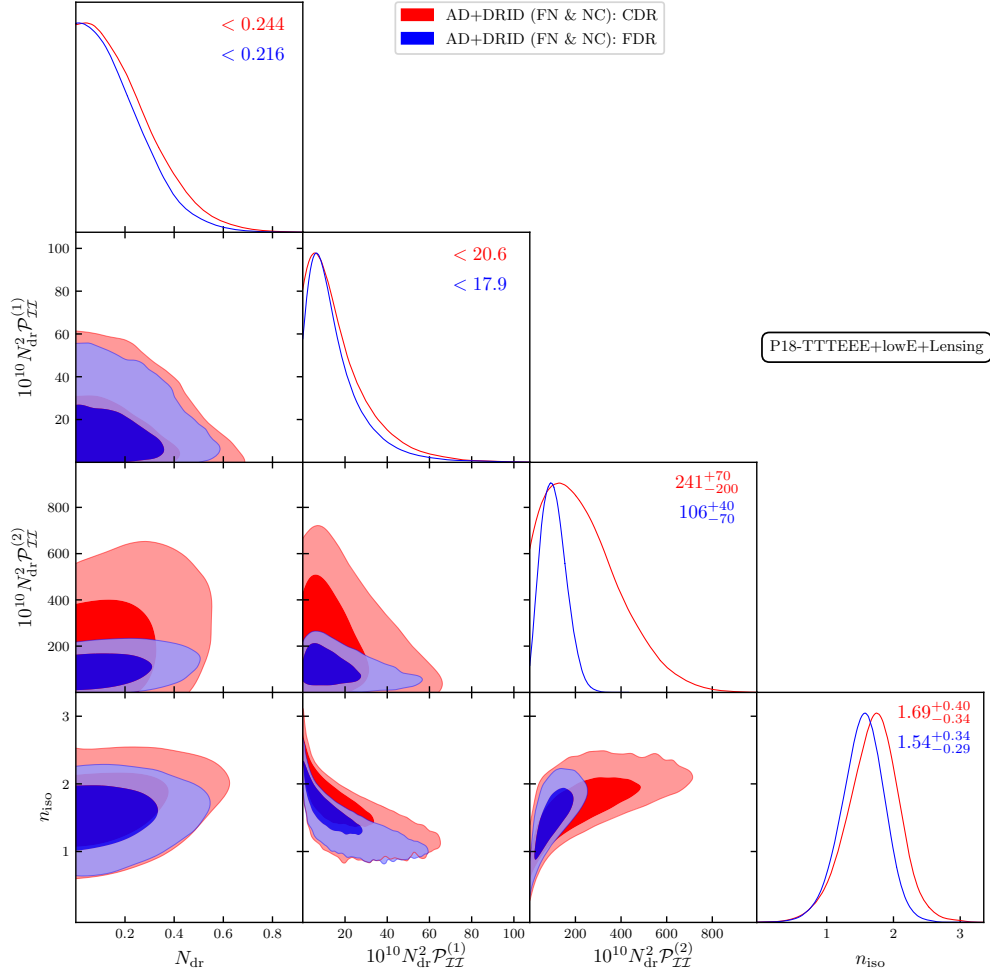 AD+DRID (FN & NC): CDR
AD+DRID (FN & NC): FDR
< 0.244
< 0.216
100
80
60
40
20
10^{10} N_{dr}^{2} \mathcal{P}_{\mathcal{II}}^{(1)}
< 20.6
< 17.9
P18-TTTEEE+lowE+Lensing
800
600
400
200
10^{10} N_{dr}^{2} \mathcal{P}_{\mathcal{II}}^{(2)}
241^{+70}_{-200}
106^{+40}_{-70}
3
2
1
n_{iso}
1.69^{+0.40}_{-0.34}
1.54^{+0.34}_{-0.29}
0.2 0.4 0.6 0.8
20 40 60 80 100
200 400 600 800
1 2 3
N_{dr}
10^{10} N_{dr}^{2} \mathcal{P}_{\mathcal{II}}^{(1)}
10^{10} N_{dr}^{2} \mathcal{P}_{\mathcal{II}}^{(2)}
n_{iso}